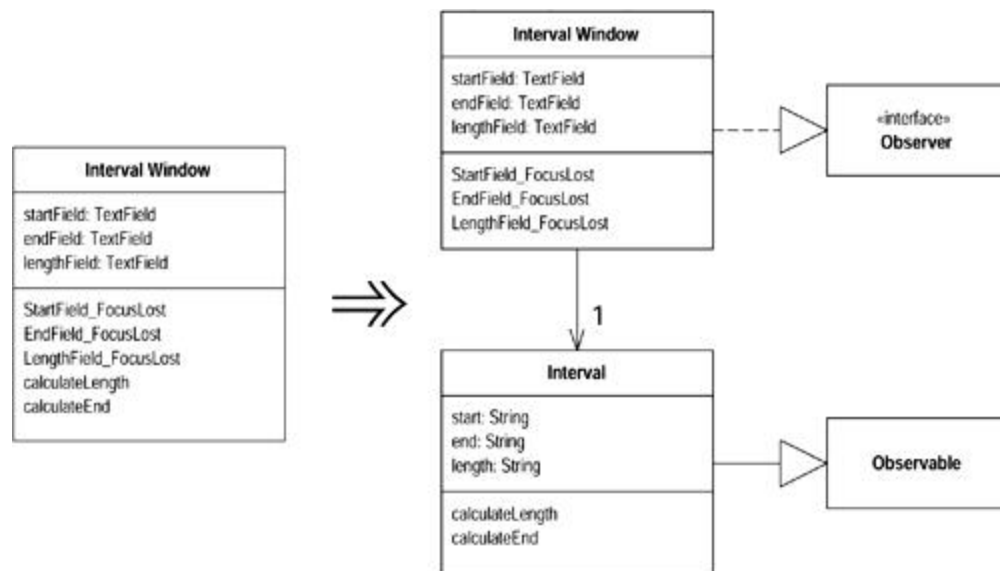 Interval Window
startField: TextField
endField: TextField
lengthField: TextField
StartField_FocusLost
EndField_FocusLost
LengthField_FocusLost
calculateLength
calculateEnd
Interval Window
startField: TextField
endField: TextField
lengthField: TextField
StartField_FocusLost
EndField_FocusLost
LengthField_FocusLost
«interface»
Observer
1
Interval
start: String
end: String
length: String
calculateLength
calculateEnd
Observable